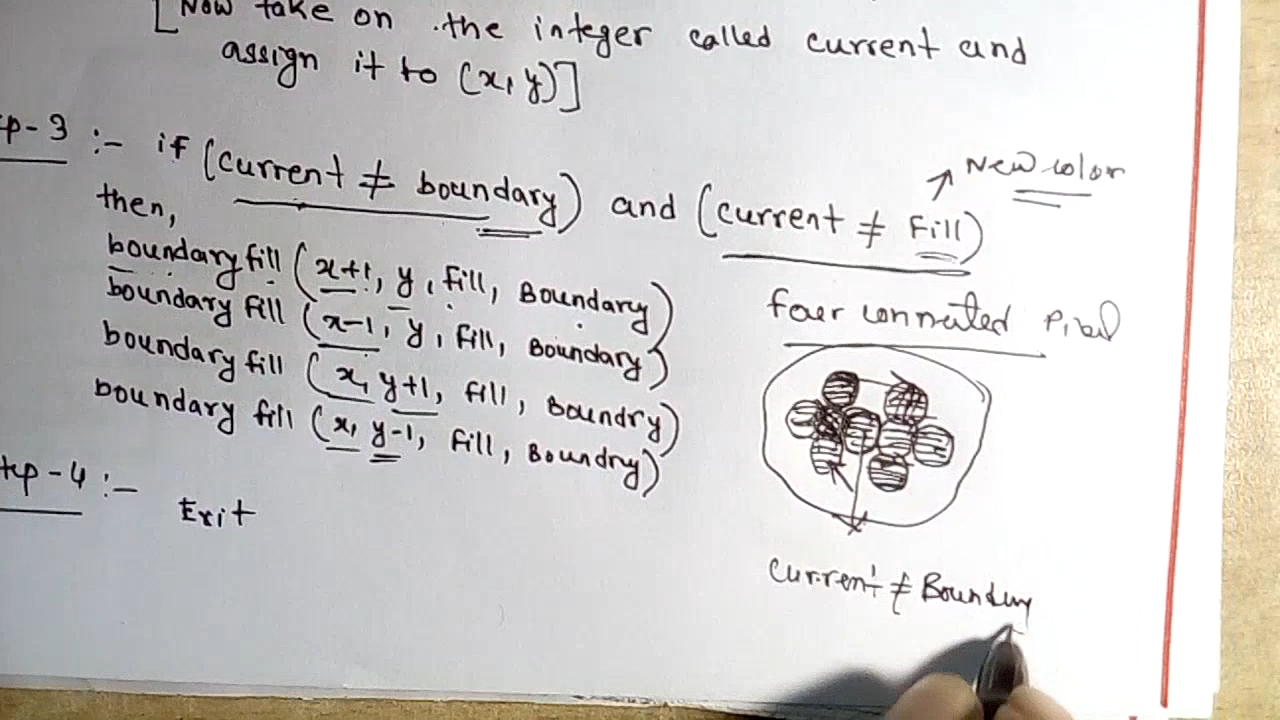 [Now take on the integer called current and
assign it to (x, y)]
p-3 :- if (current ≠ boundary) and (current ≠ Fill)
New color
then,
boundary fill (x+1, y, fill, Boundary)
boundary fill (x-1, y, fill, Boundary)
boundary fill (x, y+1, fill, Boundry)
boundary fill (x, y-1, fill, Boundry)
four connected Pixel
tep-4 :- Exit
Current ≠ Boundary